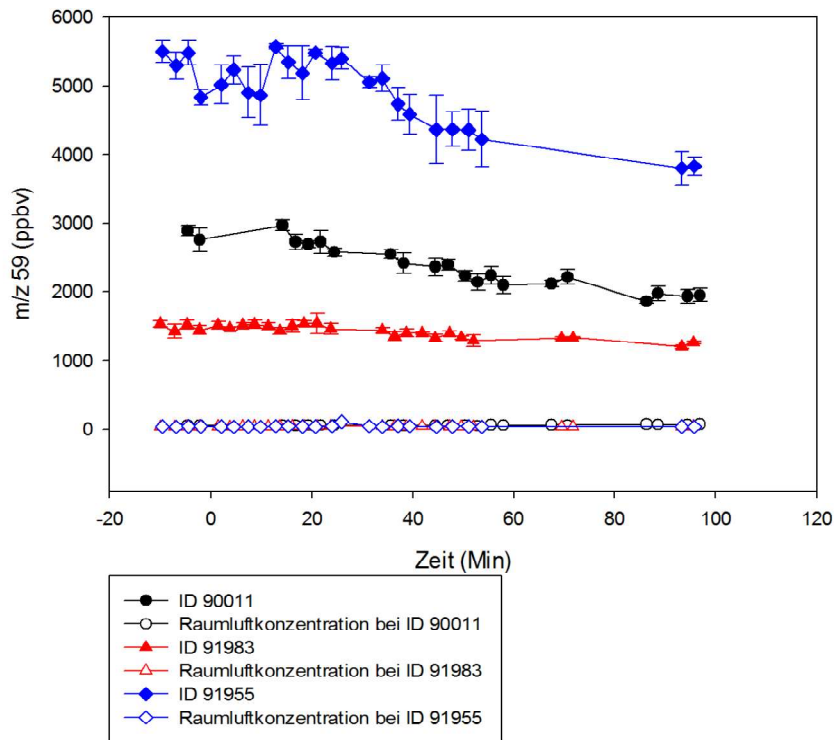 6000
5000
4000
3000
2000
1000
0
m/z 59 (ppbv)
-20 0 20 40 60 80 100 120
Zeit (Min)
ID 90011
Raumluftkonzentration bei ID 90011
ID 91983
Raumluftkonzentration bei ID 91983
ID 91955
Raumluftkonzentration bei ID 91955